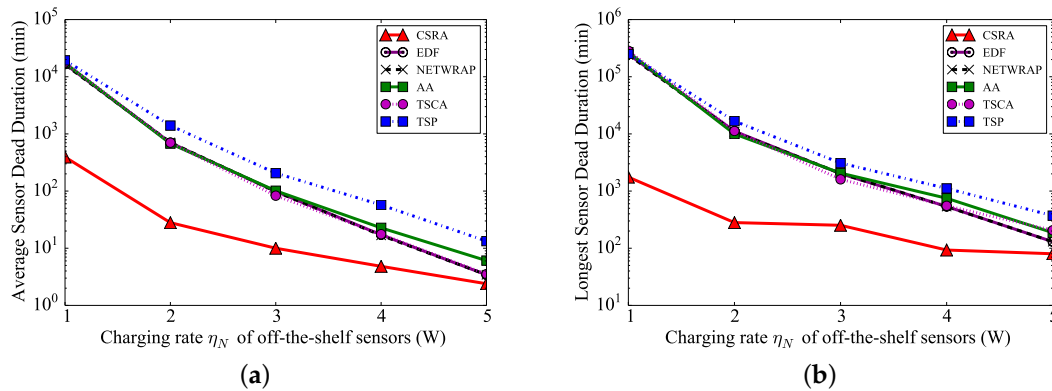 Average Sensor Dead Duration (min)
10^5
10^4
10^3
10^2
10^1
10^0
CSRA
EDF
NETWRAP
AA
TSCA
TSP
1 2 3 4 5
Charging rate η_N of off-the-shelf sensors (W)
(a)
Longest Sensor Dead Duration (min)
10^6
10^5
10^4
10^3
10^2
10^1
CSRA
EDF
NETWRAP
AA
TSCA
TSP
1 2 3 4 5
Charging rate η_N of off-the-shelf sensors (W)
(b)